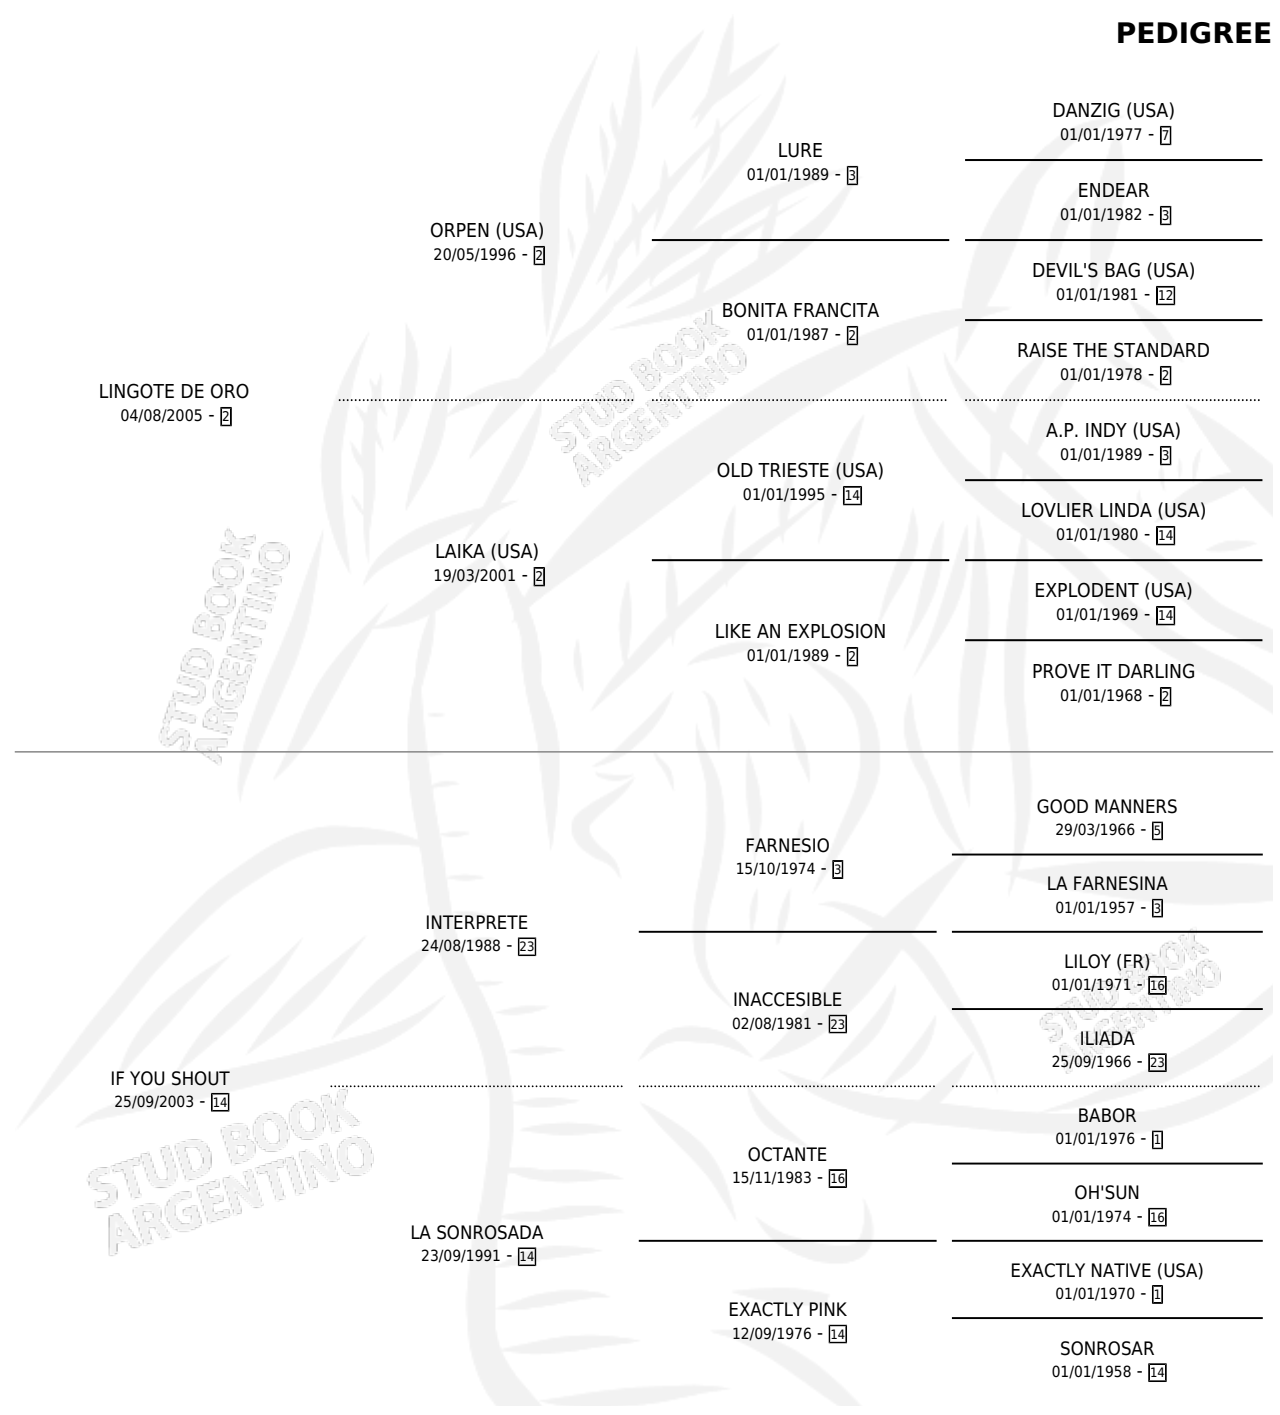 PEDIGREE
DANZIG (USA)
01/01/1977 - 7
LURE
01/01/1989 - 3
ENDEAR
01/01/1982 - 3
ORPEN (USA)
20/05/1996 - 2
DEVIL'S BAG (USA)
01/01/1981 - 12
BONITA FRANCITA
01/01/1987 - 2
RAISE THE STANDARD
01/01/1978 - 2
LINGOTE DE ORO
04/08/2005 - 2
STUD BOOK
ARGENTINO
A.P. INDY (USA)
01/01/1989 - 3
OLD TRIESTE (USA)
01/01/1995 - 14
LOVLIER LINDA (USA)
01/01/1980 - 14
LAIKA (USA)
19/03/2001 - 2
EXPLODENT (USA)
01/01/1969 - 14
LIKE AN EXPLOSION
01/01/1989 - 2
PROVE IT DARLING
01/01/1968 - 2
STUD BOOK
ARGENTINO
GOOD MANNERS
29/03/1966 - 5
FARNESIO
15/10/1974 - 3
LA FARNESINA
01/01/1957 - 3
INTERPRETE
24/08/1988 - 23
LILOY (FR)
01/01/1971 - 16
INACCESIBLE
02/08/1981 - 23
STUD BOOK
ARGENTINO
ILIADA
25/09/1966 - 23
IF YOU SHOUT
25/09/2003 - 14
STUD BOOK
ARGENTINO
BABOR
01/01/1976 - 1
OCTANTE
15/11/1983 - 16
OH'SUN
01/01/1974 - 16
LA SONROSADA
23/09/1991 - 14
EXACTLY NATIVE (USA)
01/01/1970 - 1
EXACTLY PINK
12/09/1976 - 14
SONROSAR
01/01/1958 - 14